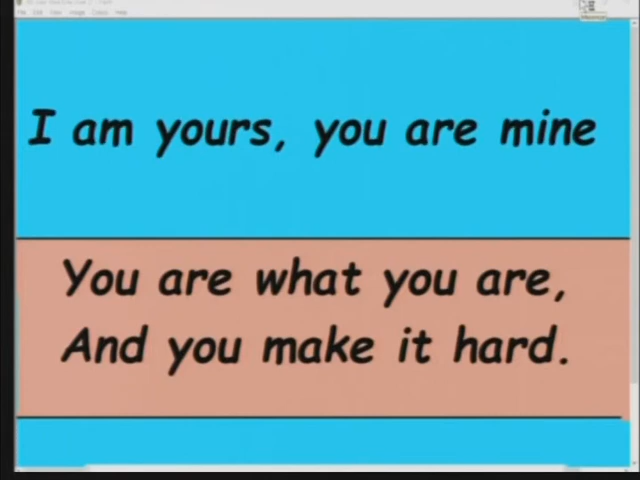 I am yours, you are mine
You are what you are,
And you make it hard.